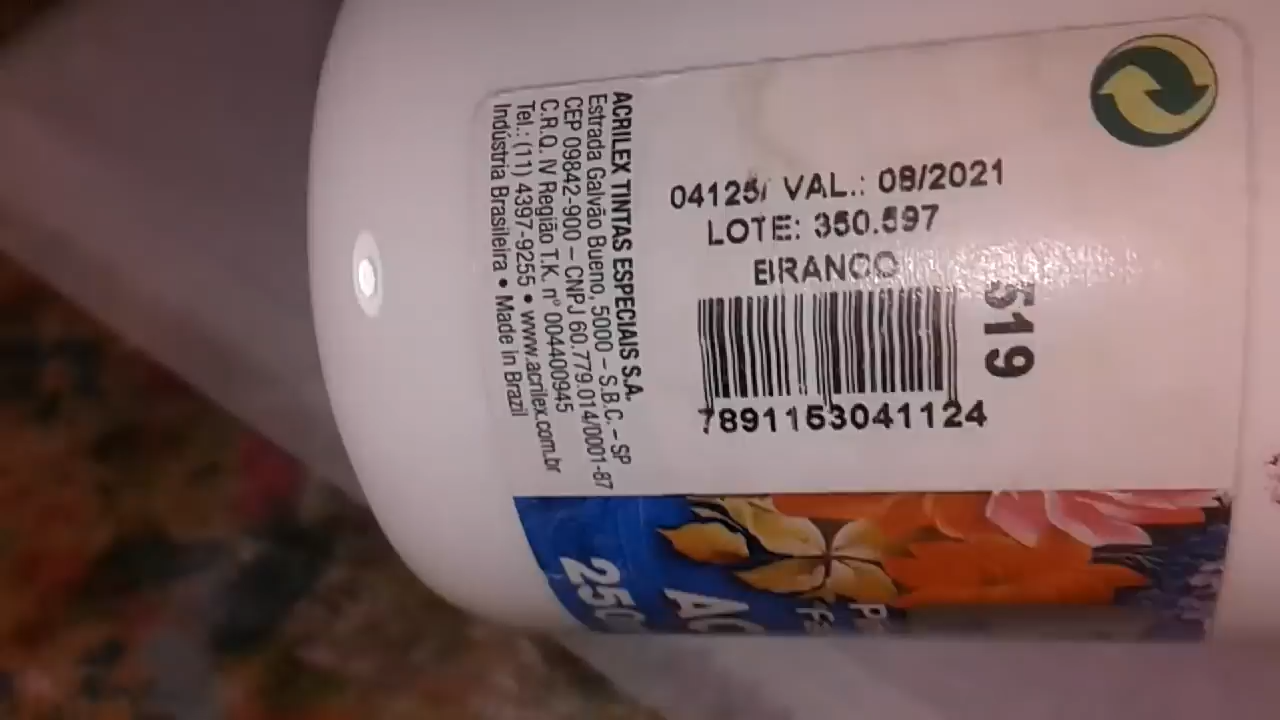 04125/ VAL.: 08/2021
LOTE: 350.597
BRANCO
519
7891153041124
ACRILEX TINTAS ESPECIAIS S.A.
Estrada Galvão Bueno, 5000 – S.B.C. – SP
CEP 09842-900 – CNPJ 60.779.014/0001-87
C.R.Q. IV Região T.K. nº 004400945
Tel.: (11) 4397-9255 • www.acrilex.com.br
Indústria Brasileira • Made in Brazil
250